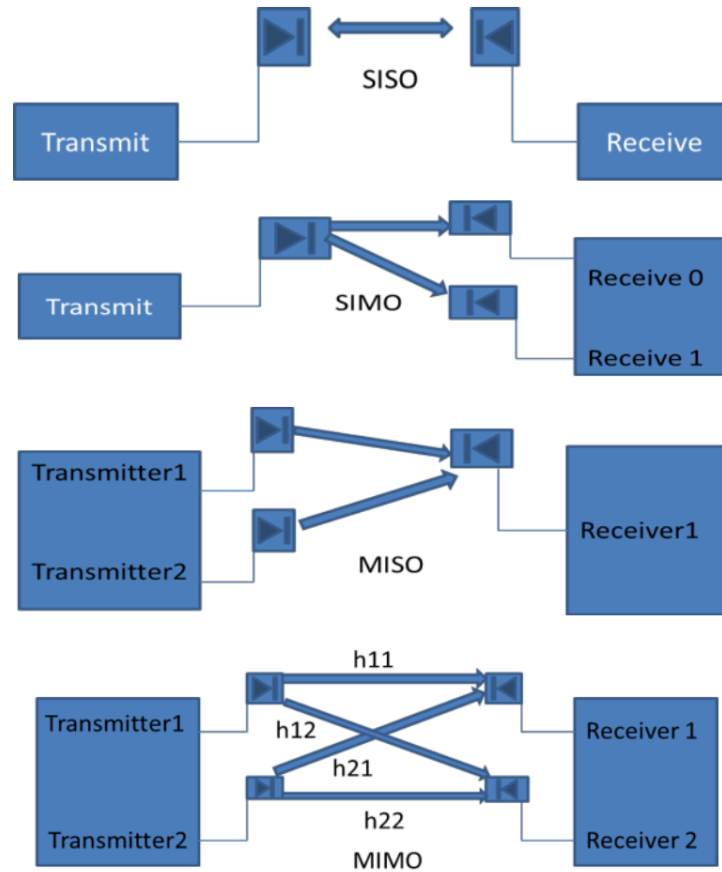 SISO
Transmit
Receive
Receive 0
Transmit
SIMO
Receive 1
Transmitter1
Receiver1
Transmitter2
MISO
h11
Transmitter1
h12
Receiver 1
h21
h22
Transmitter2
Receiver 2
MIMO